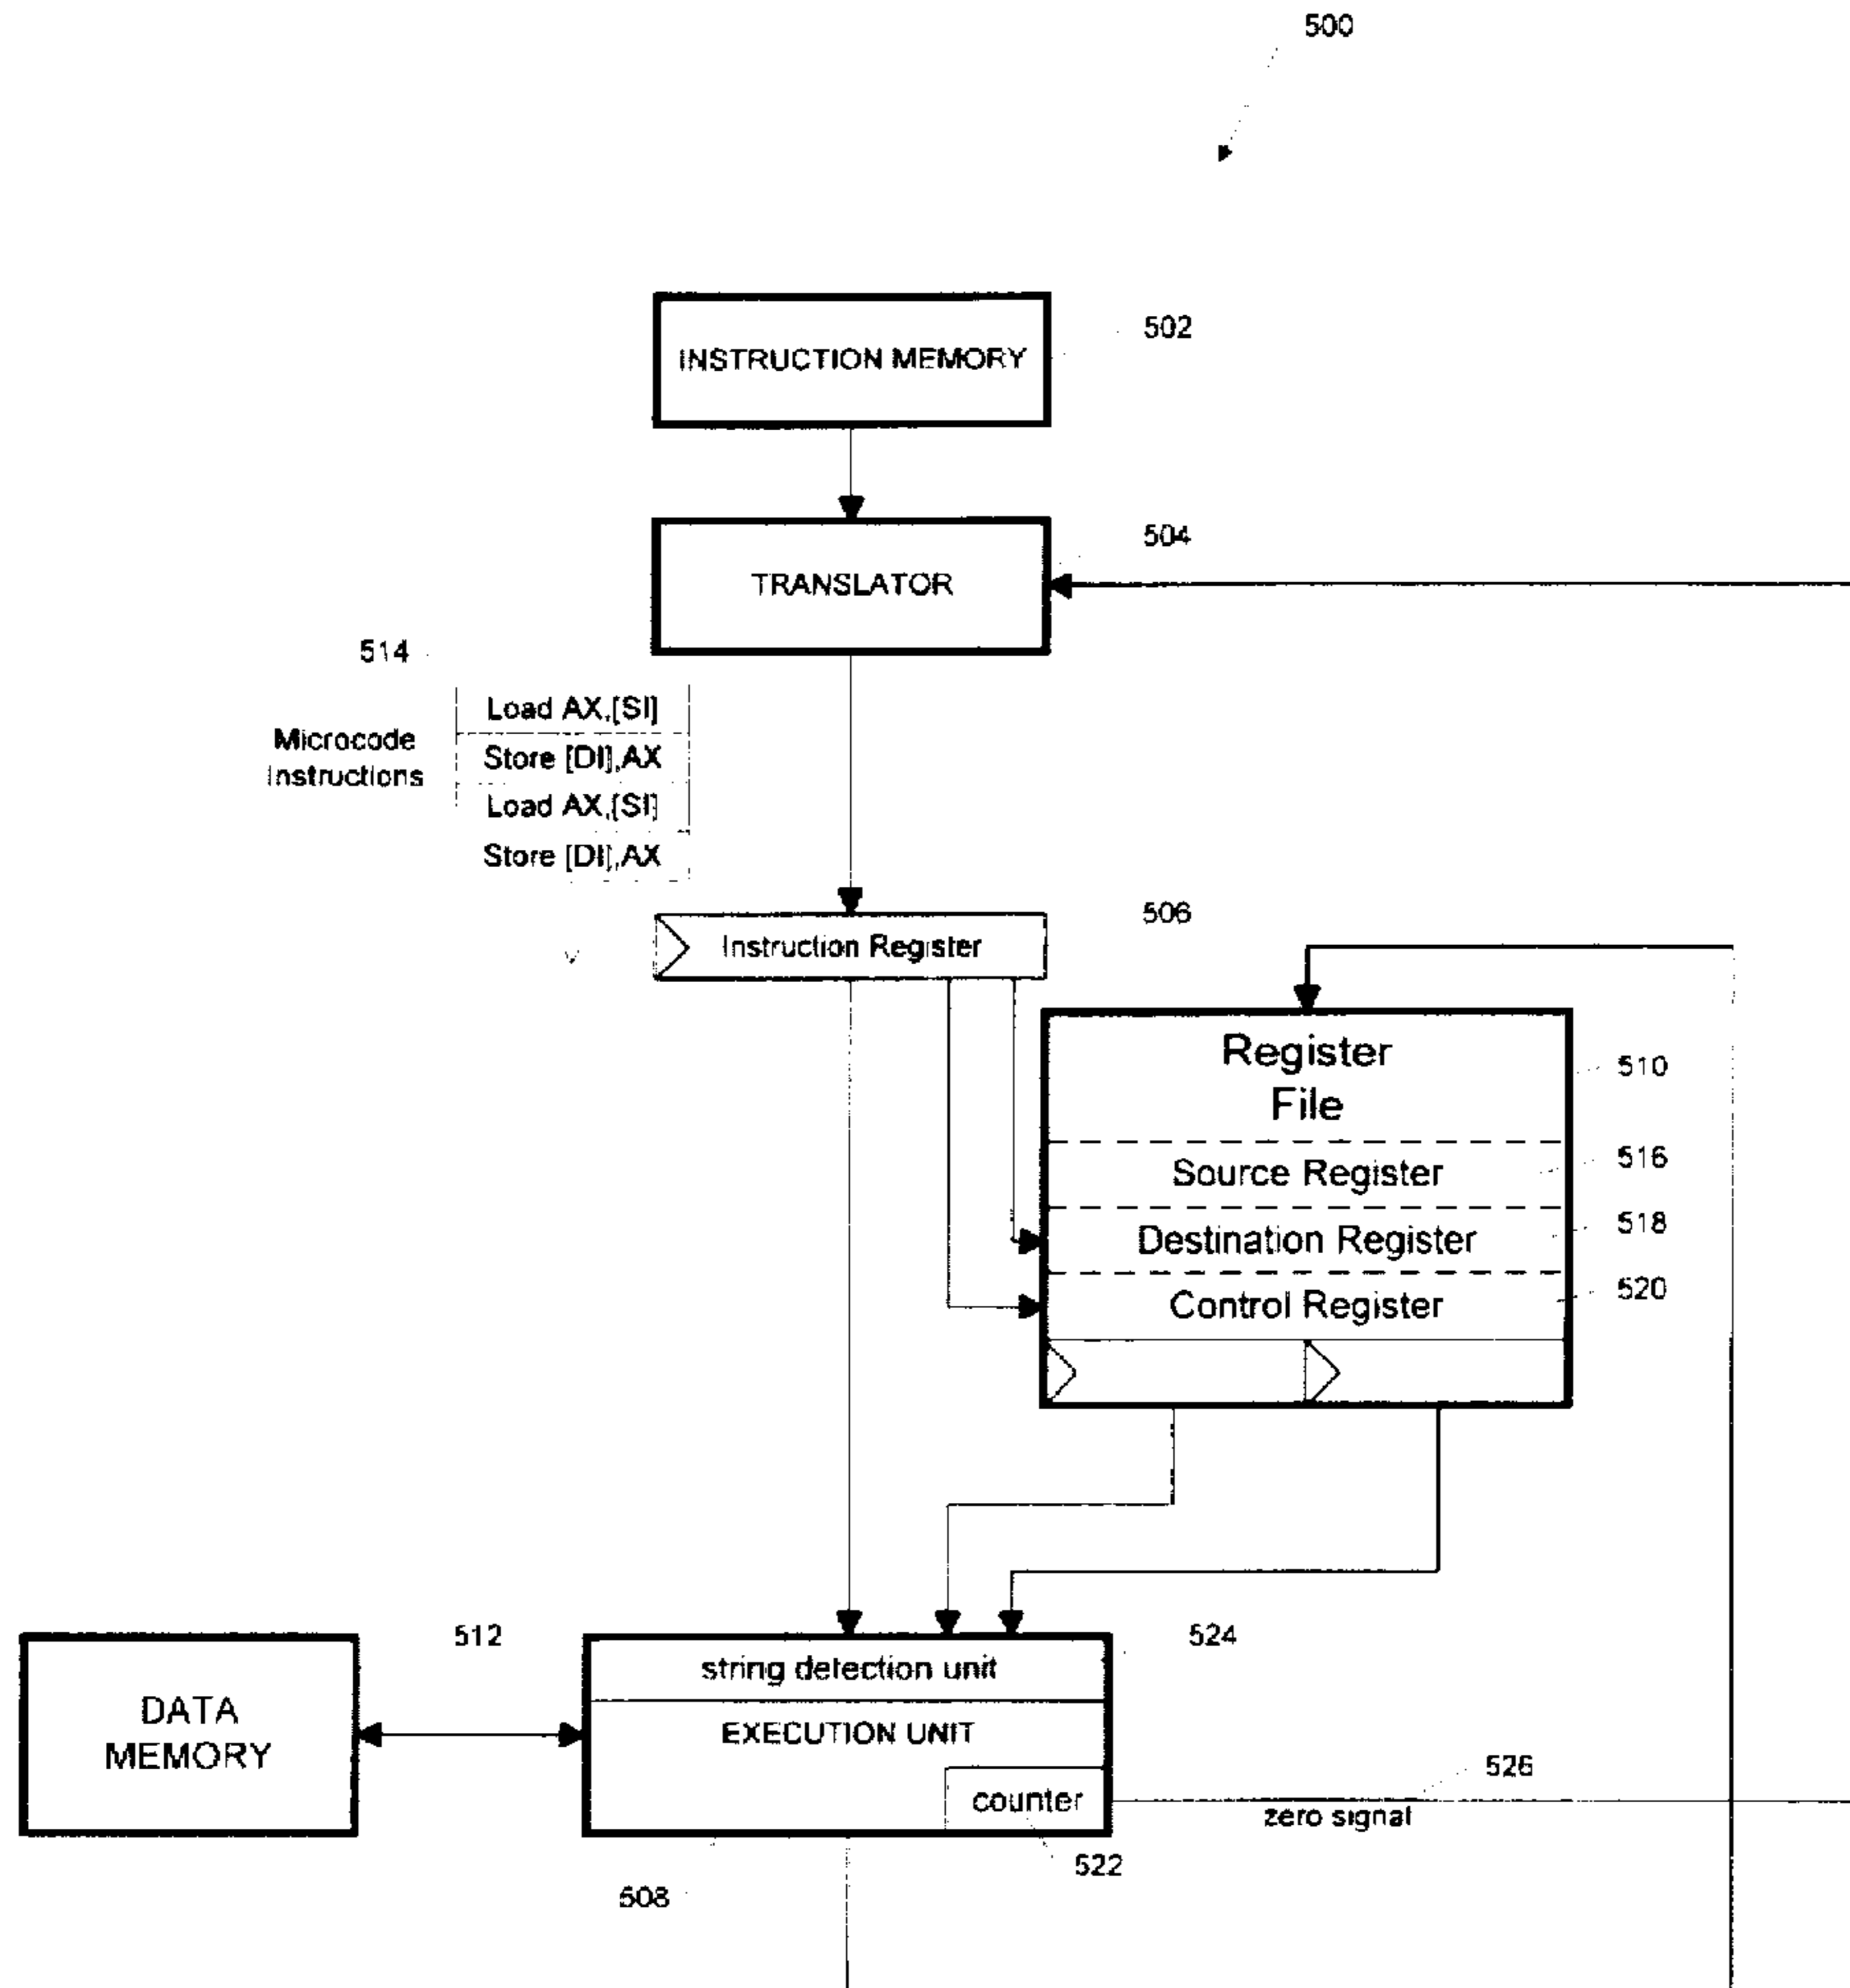 500
INSTRUCTION MEMORY
502
TRANSLATOR
504
514
Microcode
Instructions
Load AX,[SI]
Store [DI],AX
Load AX,[SI]
Store [DI],AX
Instruction Register
506
Register
File
510
Source Register
516
Destination Register
518
Control Register
520
DATA
MEMORY
512
string detection unit
524
EXECUTION UNIT
counter
zero signal
526
522
508